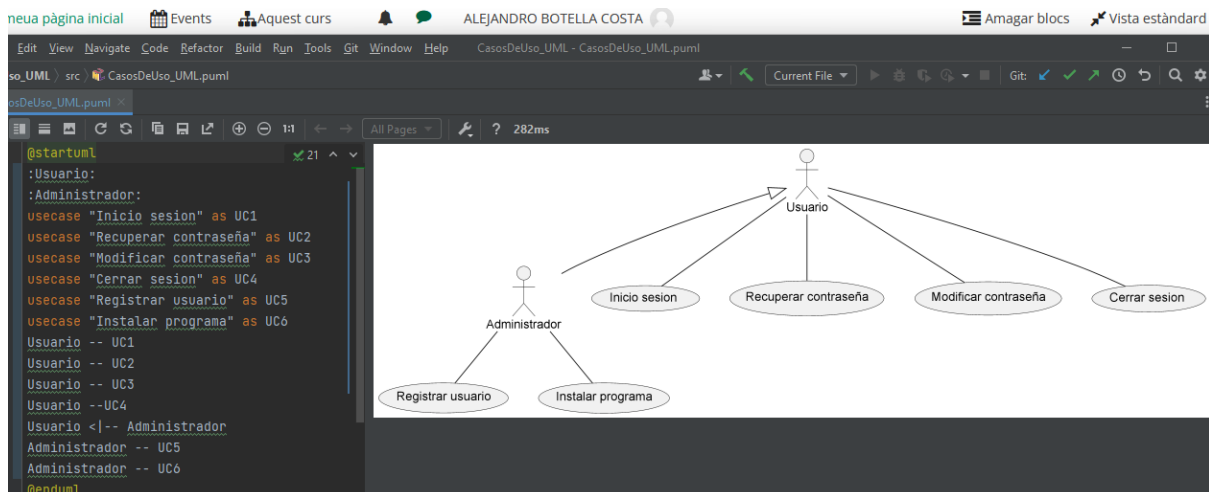 meua pàgina inicial Events Aquest curs ALEJANDRO BOTELLA COSTA Amagar blocs Vista estàndard
Edit View Navigate Code Refactor Build Run Tools Git Window Help CasosDeUso_UML - CasosDeUso_UML.puml
so_UML src CasosDeUso_UML.puml Current File Git:
osDeUso_UML.puml
1:1 All Pages ? 282ms
@startuml 21
:Usuario:
:Administrador:
usecase "Inicio sesion" as UC1
usecase "Recuperar contraseña" as UC2
usecase "Modificar contraseña" as UC3
usecase "Cerrar sesion" as UC4
usecase "Registrar usuario" as UC5
usecase "Instalar programa" as UC6
Usuario -- UC1
Usuario -- UC2
Usuario -- UC3
Usuario --UC4
Usuario <|-- Administrador
Administrador -- UC5
Administrador -- UC6
@enduml
Usuario
Inicio sesion Recuperar contraseña Modificar contraseña Cerrar sesion
Administrador
Registrar usuario Instalar programa